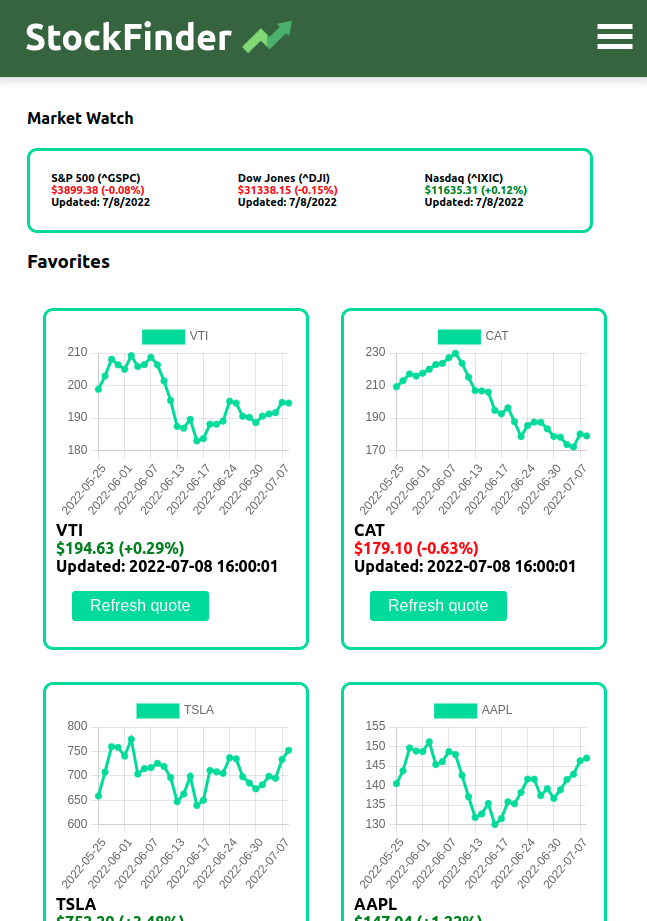 StockFinder
Market Watch
S&P 500 (^GSPC)
$3899.38 (-0.08%)
Updated: 7/8/2022
Dow Jones (^DJI)
$31338.15 (-0.15%)
Updated: 7/8/2022
Nasdaq (^IXIC)
$11635.31 (+0.12%)
Updated: 7/8/2022
Favorites
VTI
210
200
190
180
2022-05-25
2022-06-01
2022-06-07
2022-06-13
2022-06-17
2022-06-24
2022-06-30
2022-07-07
VTI
$194.63 (+0.29%)
Updated: 2022-07-08 16:00:01
Refresh quote
CAT
230
210
190
170
2022-05-25
2022-06-01
2022-06-07
2022-06-13
2022-06-17
2022-06-24
2022-06-30
2022-07-07
CAT
$179.10 (-0.63%)
Updated: 2022-07-08 16:00:01
Refresh quote
TSLA
800
750
700
650
600
2022-05-25
2022-06-01
2022-06-07
2022-06-13
2022-06-17
2022-06-24
2022-06-30
2022-07-07
TSLA
AAPL
155
150
145
140
135
130
2022-05-25
2022-06-01
2022-06-07
2022-06-13
2022-06-17
2022-06-24
2022-06-30
2022-07-07
AAPL